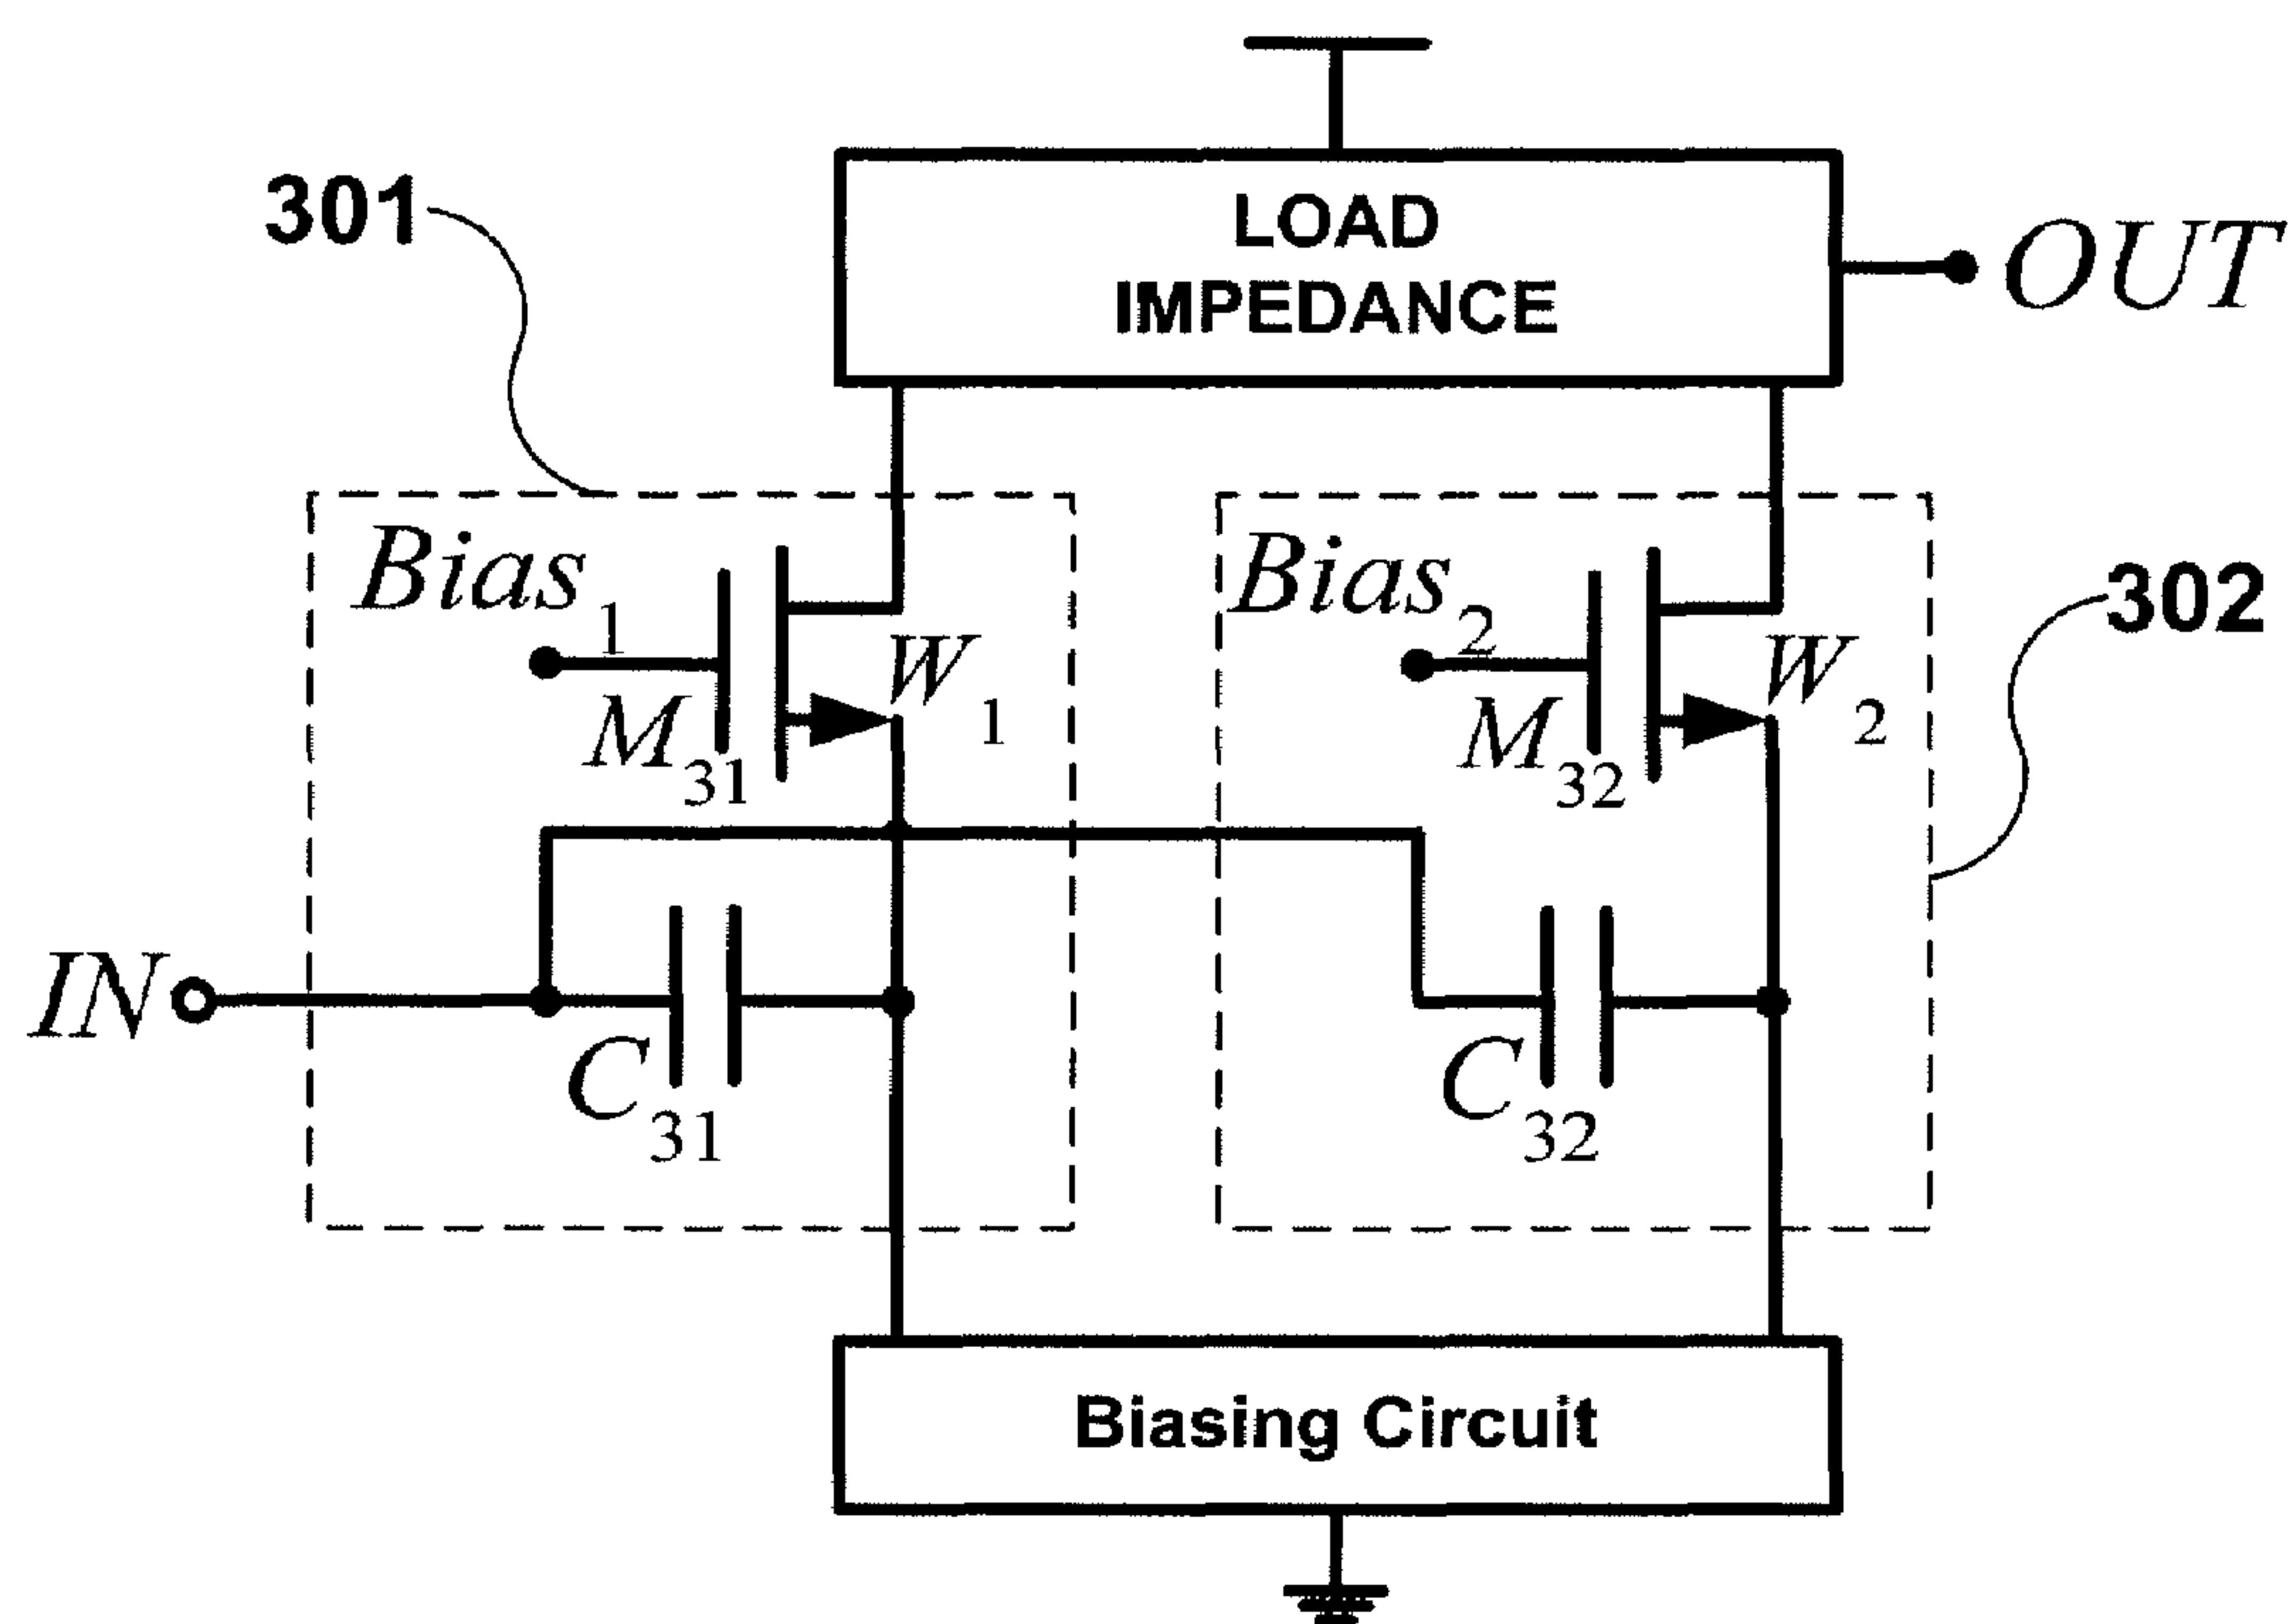 301
LOAD
IMPEDANCE
OUT
Bias1
Bias2
302
W1
W2
M31
M32
IN
C31
C32
Biasing Circuit